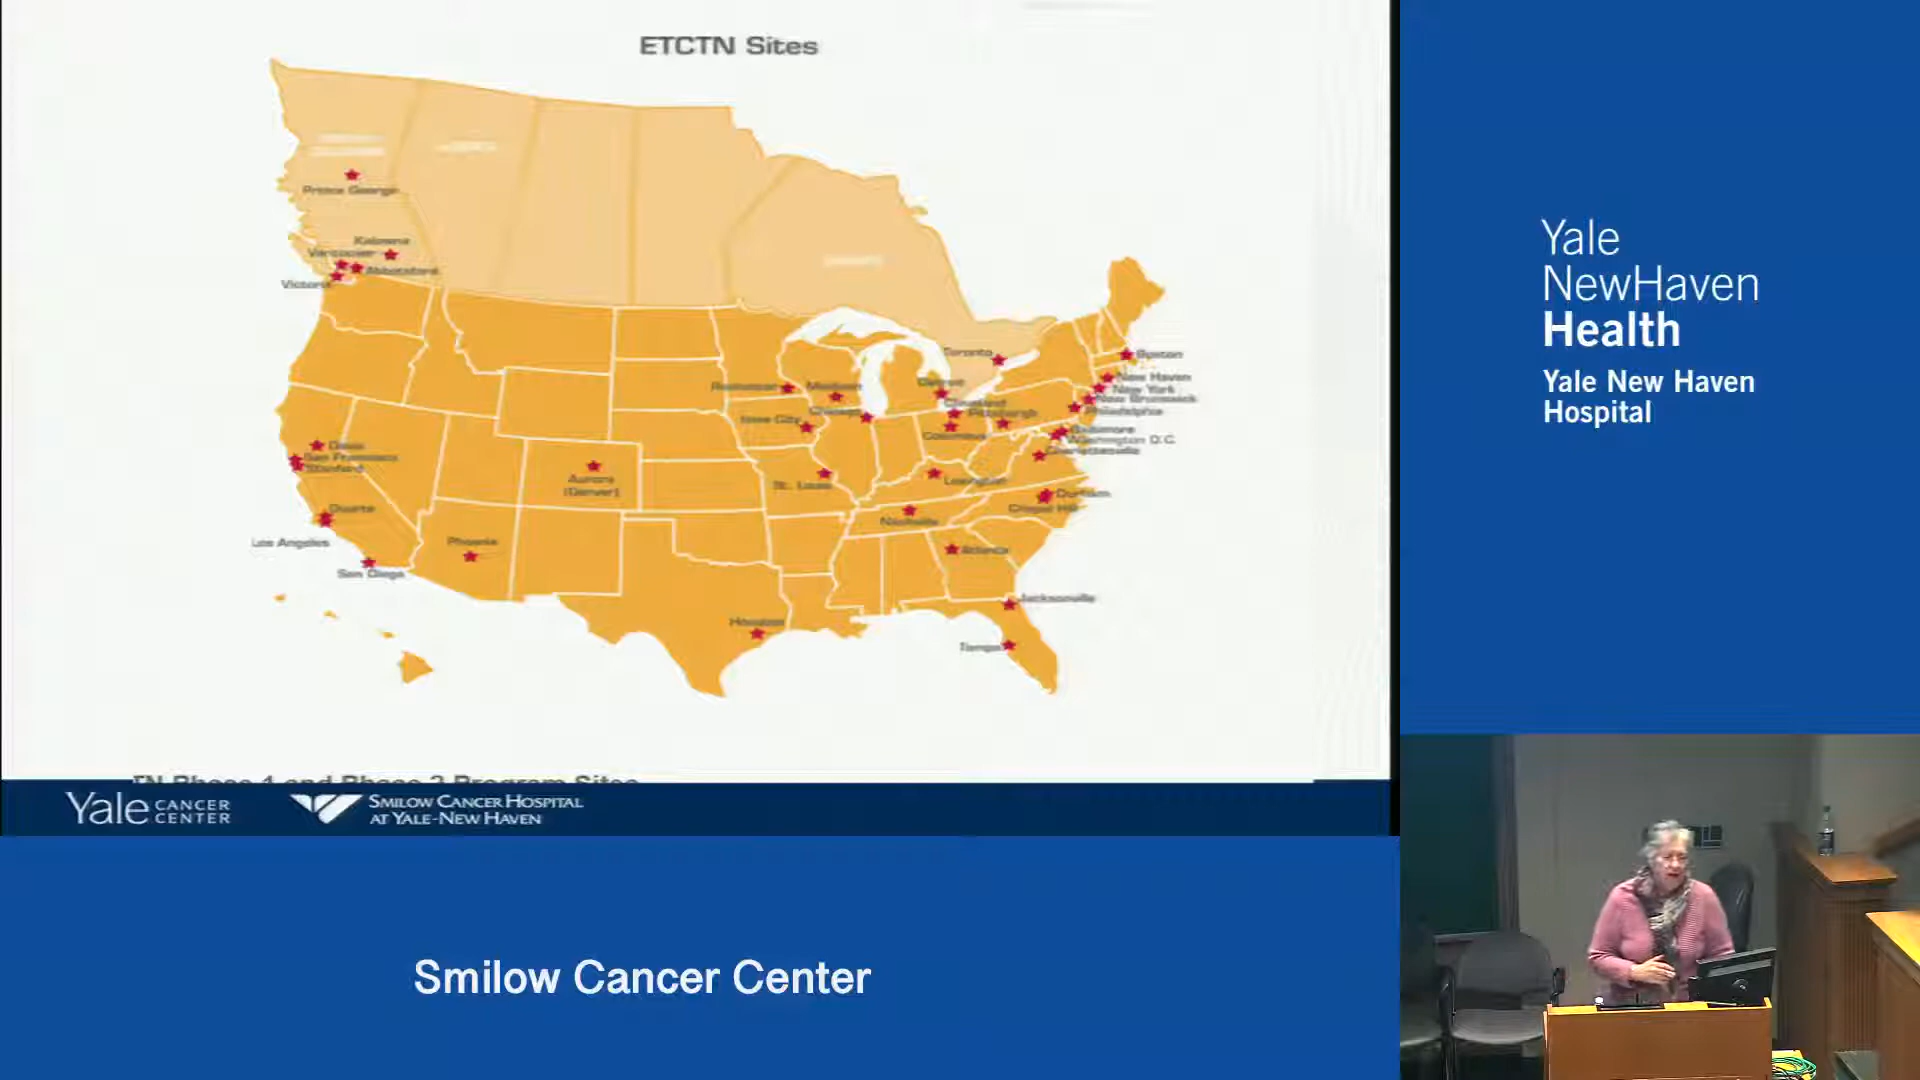 ETCTN Sites
Prince George
Kelowna
Vancouver
Abbotsford
Victoria
Toronto
Boston
Rochester
Madison
Detroit
New Haven
New York
New Brunswick
Philadelphia
Cleveland
Pittsburgh
Chicago
Iowa City
Columbus
Baltimore
Washington D.C.
Charlottesville
Davis
San Francisco
Stanford
Aurora
(Denver)
St. Louis
Lexington
Durham
Chapel Hill
Duarte
Nashville
Los Angeles
Phoenix
Atlanta
San Diego
Jacksonville
Houston
Tampa
TN Phase 1 and Phase 2 Program Sites
Yale CANCER CENTER
SMILOW CANCER HOSPITAL
AT YALE-NEW HAVEN
Smilow Cancer Center
Yale
NewHaven
Health
Yale New Haven
Hospital